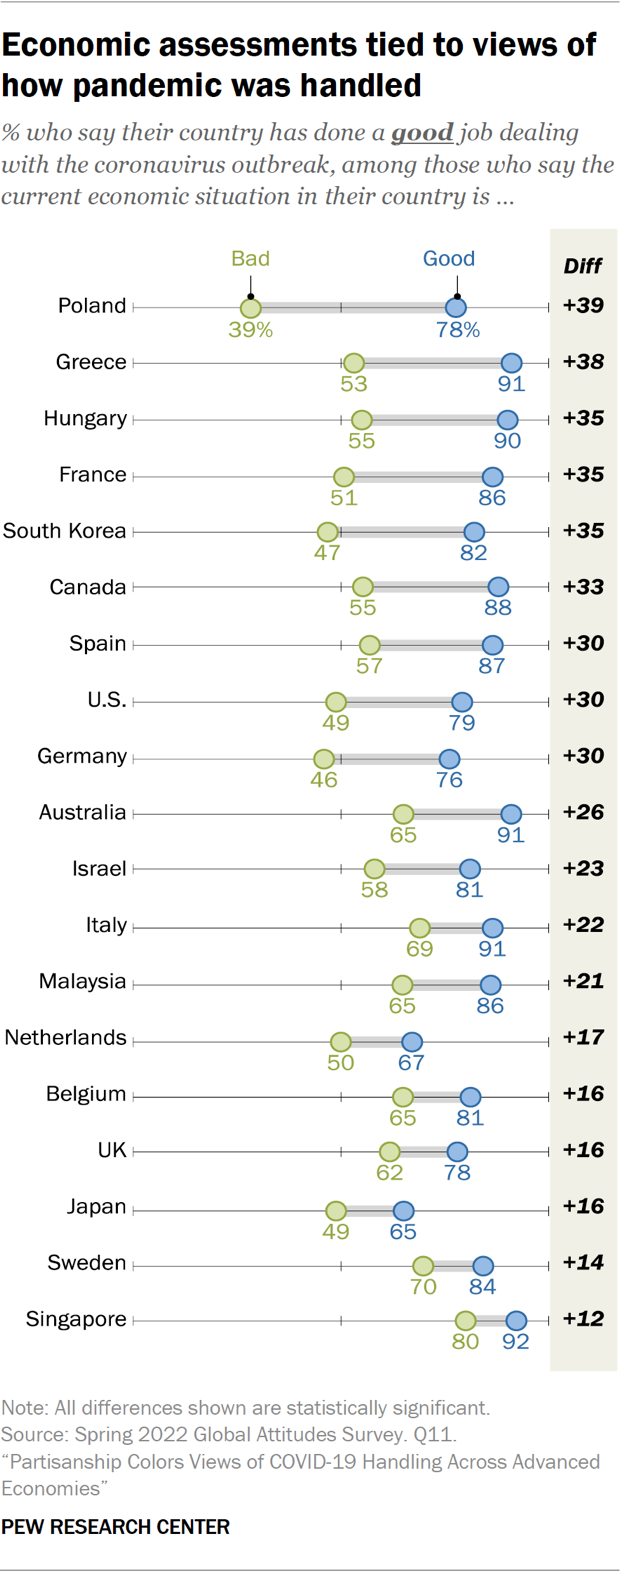 Economic assessments tied to views of
how pandemic was handled
% who say their country has done a good job dealing
with the coronavirus outbreak, among those who say the
current economic situation in their country is ...
Bad Good Diff
Poland 39% 78% +39
Greece 53 91 +38
Hungary 55 90 +35
France 51 86 +35
South Korea 47 82 +35
Canada 55 88 +33
Spain 57 87 +30
U.S. 49 79 +30
Germany 46 76 +30
Australia 65 91 +26
Israel 58 81 +23
Italy 69 91 +22
Malaysia 65 86 +21
Netherlands 50 67 +17
Belgium 65 81 +16
UK 62 78 +16
Japan 49 65 +16
Sweden 70 84 +14
Singapore 80 92 +12
Note: All differences shown are statistically significant.
Source: Spring 2022 Global Attitudes Survey. Q11.
“Partisanship Colors Views of COVID-19 Handling Across Advanced
Economies”
PEW RESEARCH CENTER